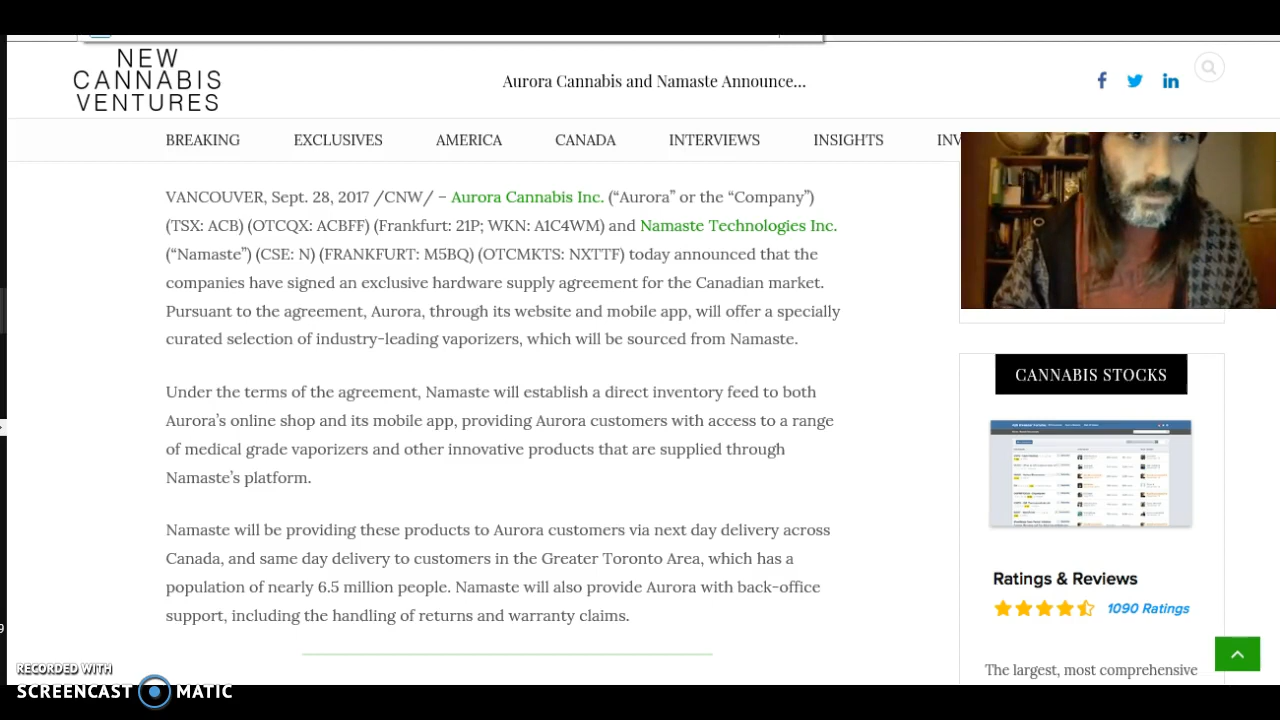 NEW
CANNABIS
VENTURES
Aurora Cannabis and Namaste Announce...
BREAKING EXCLUSIVES AMERICA CANADA INTERVIEWS INSIGHTS INV
VANCOUVER, Sept. 28, 2017 /CNW/ – Aurora Cannabis Inc. (“Aurora” or the “Company”)
(TSX: ACB) (OTCQX: ACBFF) (Frankfurt: 21P; WKN: A1C4WM) and Namaste Technologies Inc.
(“Namaste”) (CSE: N) (FRANKFURT: M5BQ) (OTCMKTS: NXTTF) today announced that the
companies have signed an exclusive hardware supply agreement for the Canadian market.
Pursuant to the agreement, Aurora, through its website and mobile app, will offer a specially
curated selection of industry-leading vaporizers, which will be sourced from Namaste.
Under the terms of the agreement, Namaste will establish a direct inventory feed to both
Aurora’s online shop and its mobile app, providing Aurora customers with access to a range
of medical grade vaporizers and other innovative products that are supplied through
Namaste’s platform.
Namaste will be providing these products to Aurora customers via next day delivery across
Canada, and same day delivery to customers in the Greater Toronto Area, which has a
population of nearly 6.5 million people. Namaste will also provide Aurora with back-office
support, including the handling of returns and warranty claims.
CANNABIS STOCKS
Ratings & Reviews
1090 Ratings
The largest, most comprehensive
9
RECORDED WITH
SCREENCAST MATIC